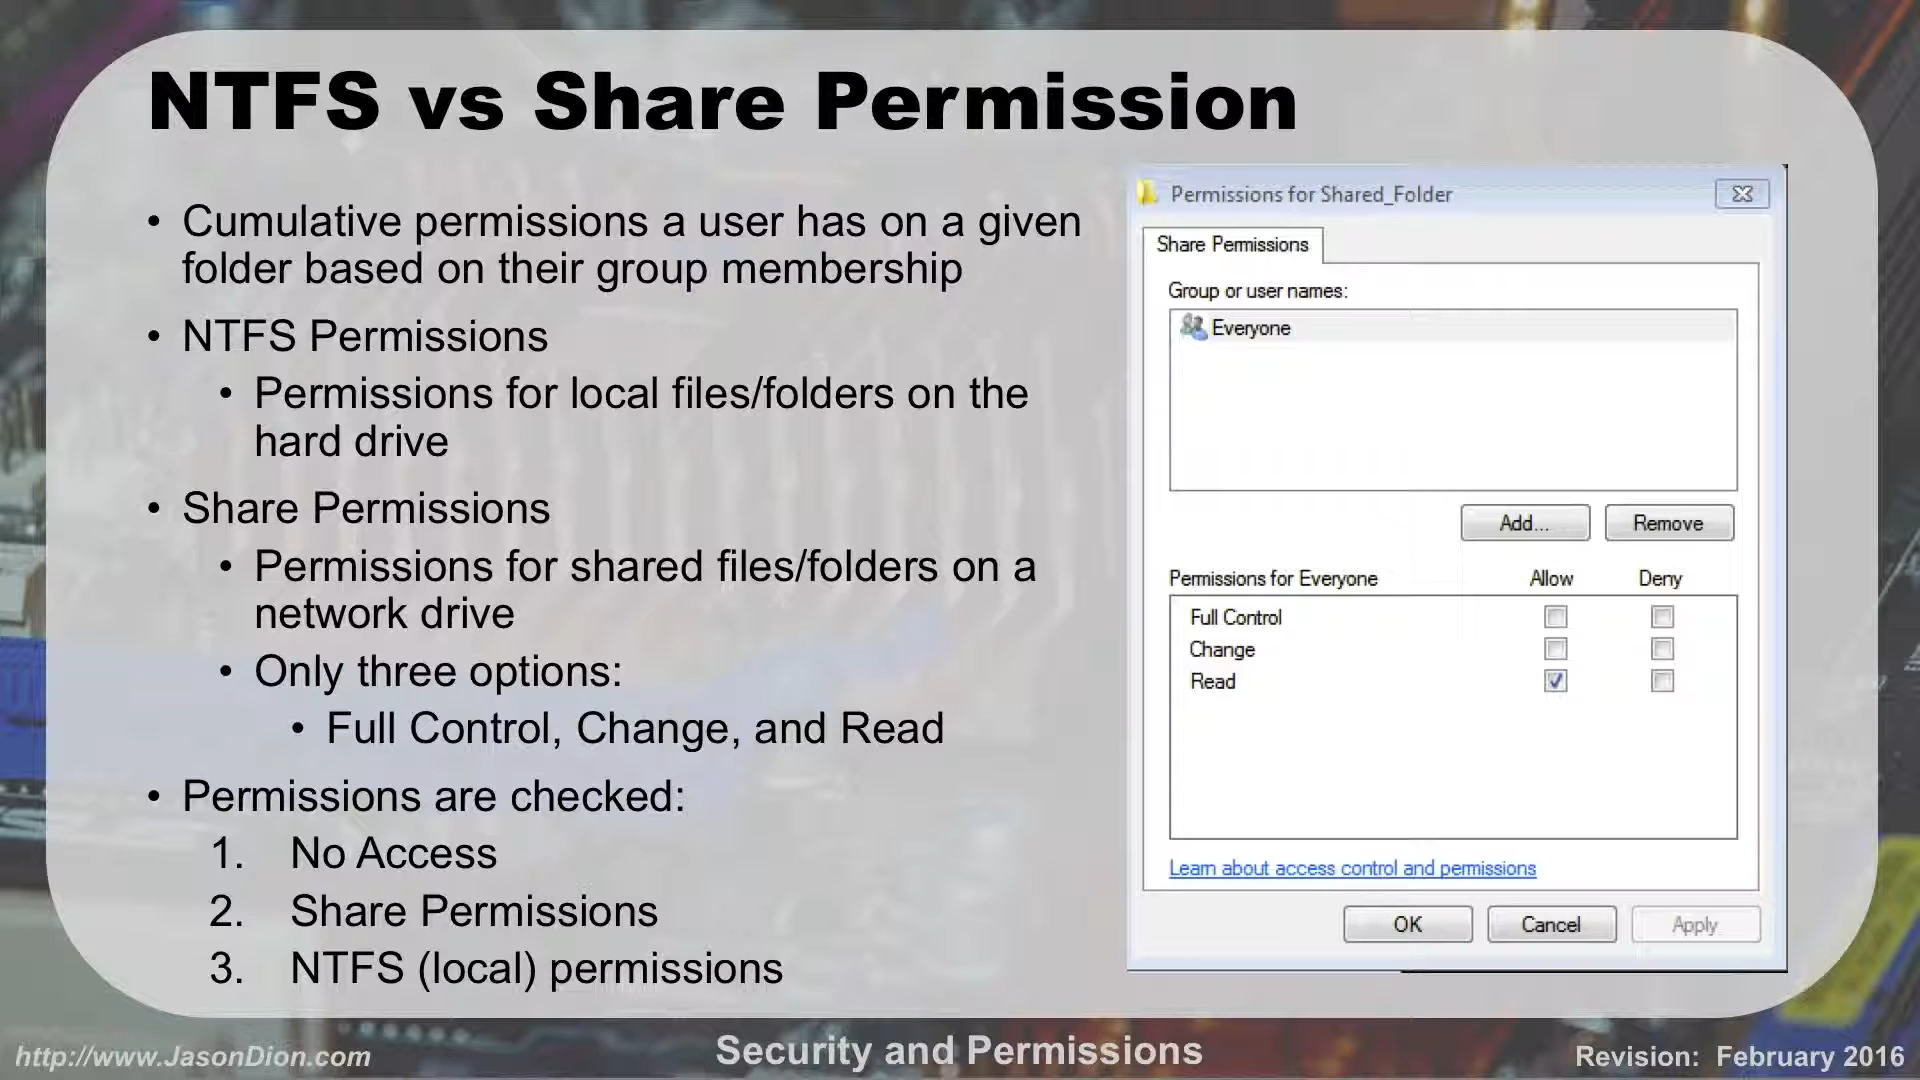 NTFS vs Share Permission
• Cumulative permissions a user has on a given
folder based on their group membership
• NTFS Permissions
• Permissions for local files/folders on the
hard drive
• Share Permissions
• Permissions for shared files/folders on a
network drive
• Only three options:
• Full Control, Change, and Read
• Permissions are checked:
1. No Access
2. Share Permissions
3. NTFS (local) permissions
Permissions for Shared_Folder
Share Permissions
Group or user names:
Everyone
Add...
Remove
Permissions for Everyone Allow Deny
Full Control
Change
Read
Learn about access control and permissions
OK
Cancel
Apply
http://www.JasonDion.com
Security and Permissions
Revision: February 2016